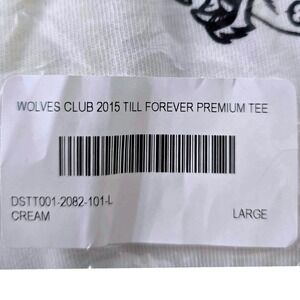 WOLVES CLUB 2015 TILL FOREVER PREMIUM TEE
DSTT001-2082-101-L
CREAM
LARGE